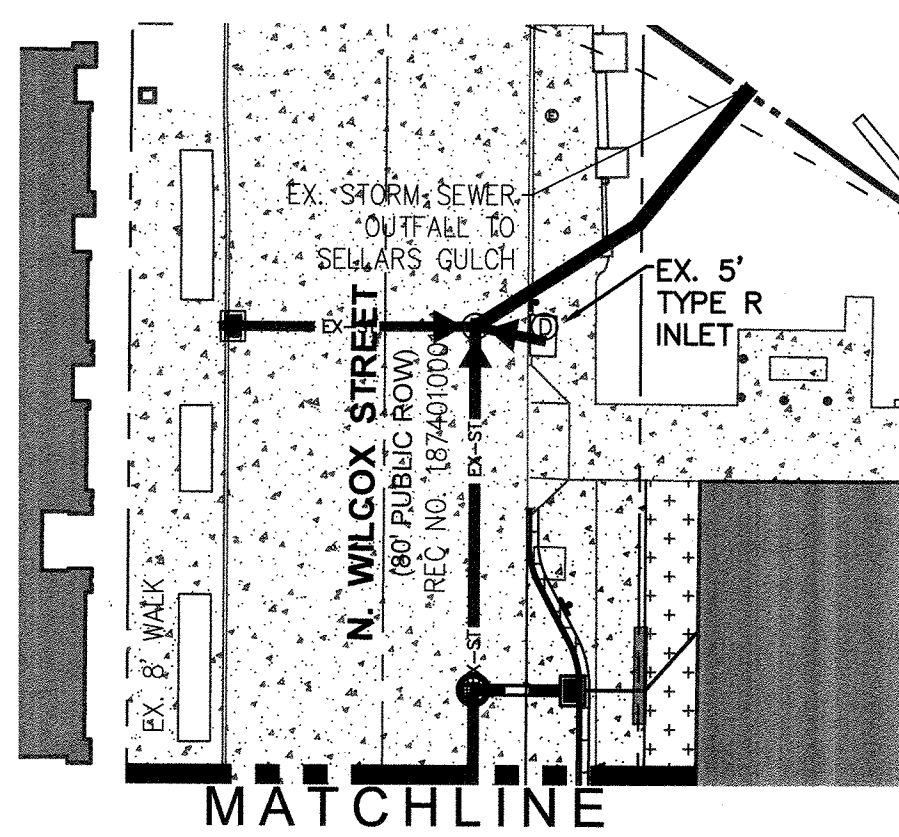 EX. STORM SEWER
OUTFALL TO
SELLARS GULCH
EX. 5'
TYPE R
INLET
EX
D
N. WILCOX STREET
(80' PUBLIC ROW)
REC NO. 187401000
EX-ST
EX. 8' WALK
X-ST
MATCHLINE